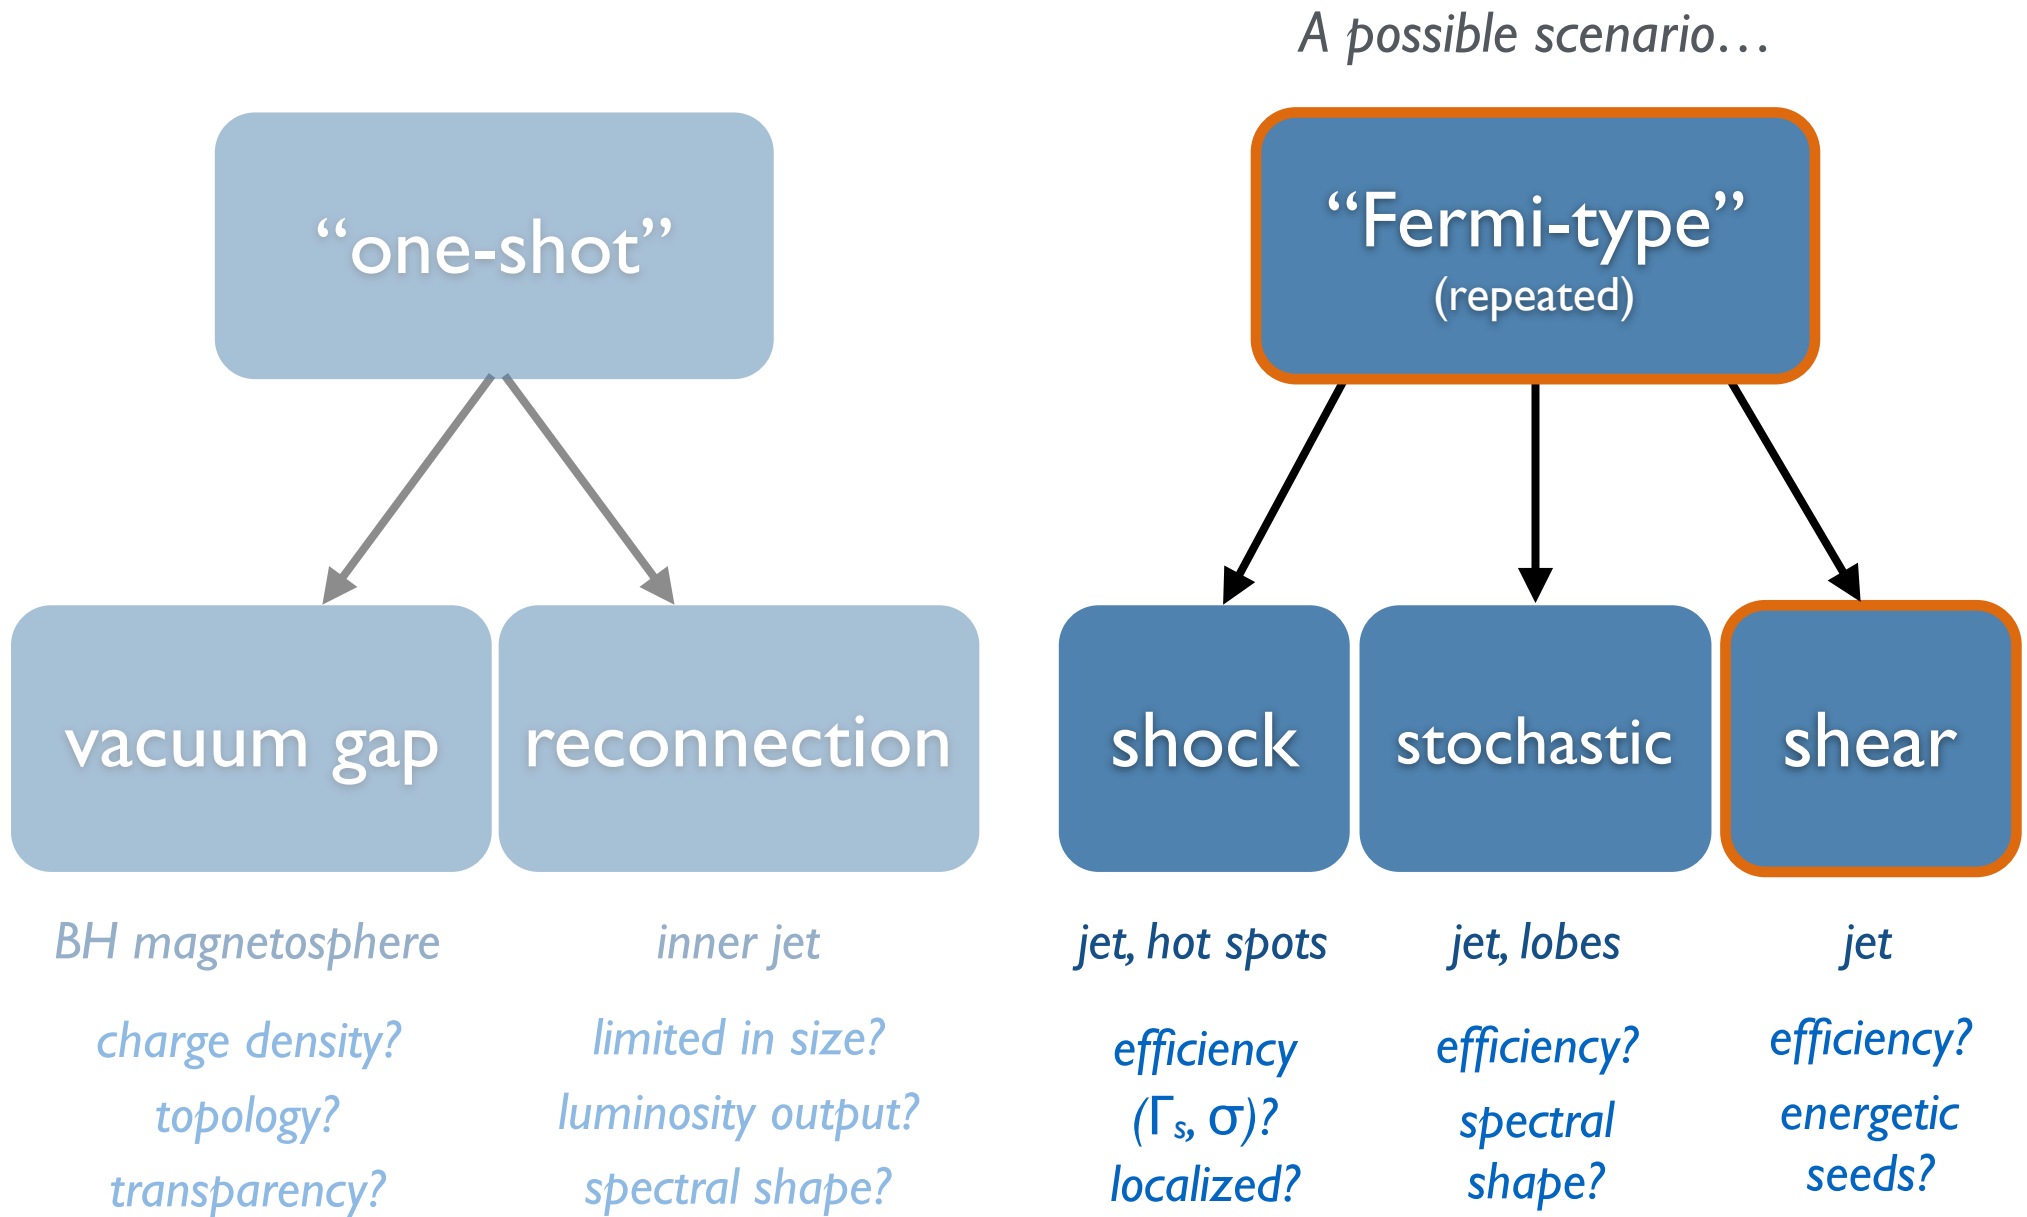 A possible scenario…
“one-shot”
“Fermi-type”
(repeated)
vacuum gap
reconnection
shock
stochastic
shear
BH magnetosphere
inner jet
jet, hot spots
jet, lobes
jet
charge density?
topology?
transparency?
limited in size?
luminosity output?
spectral shape?
efficiency
(Γs, σ)?
localized?
efficiency?
spectral
shape?
efficiency?
energetic
seeds?